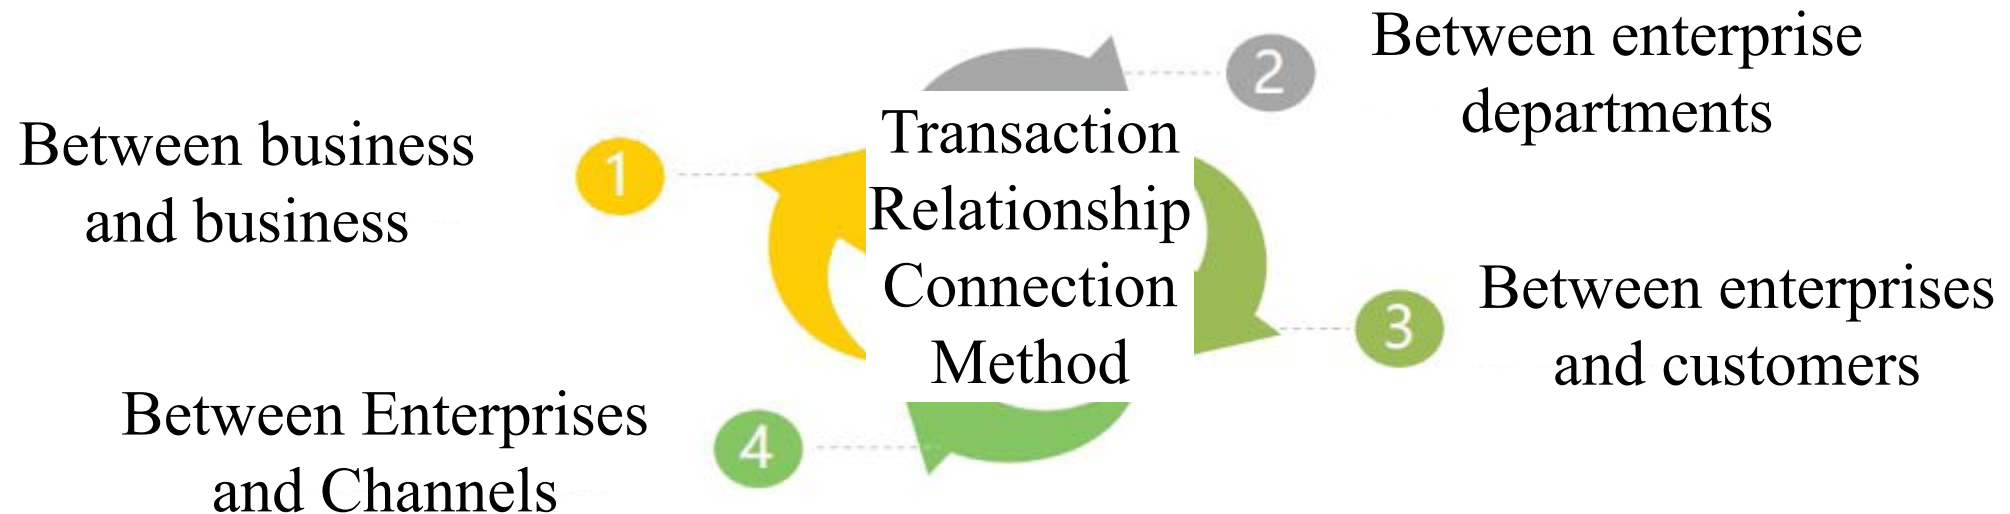 Between business
and business
1
2
Between enterprise
departments
Transaction
Relationship
Connection
Method
3
Between enterprises
and customers
4
Between Enterprises
and Channels